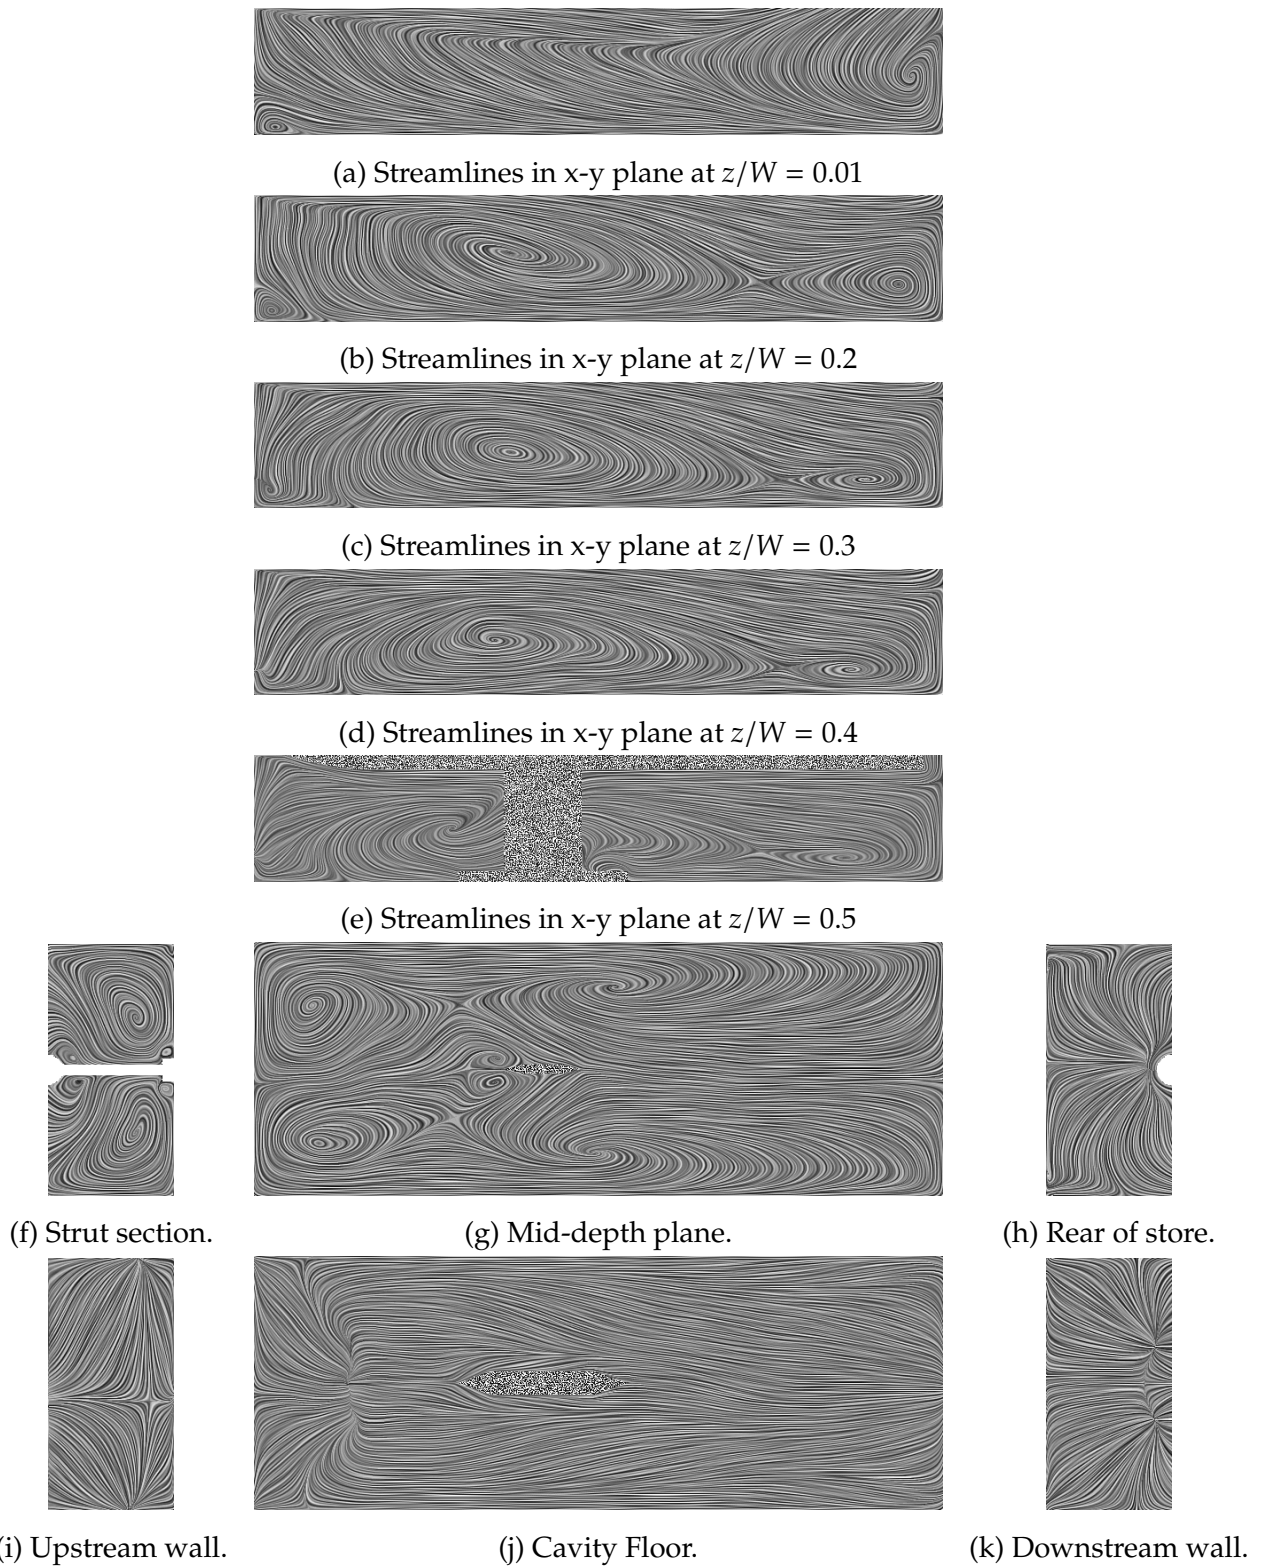 (a) Streamlines in x-y plane at z/W = 0.01
(b) Streamlines in x-y plane at z/W = 0.2
(c) Streamlines in x-y plane at z/W = 0.3
(d) Streamlines in x-y plane at z/W = 0.4
(e) Streamlines in x-y plane at z/W = 0.5
(f) Strut section.
(g) Mid-depth plane.
(h) Rear of store.
(i) Upstream wall.
(j) Cavity Floor.
(k) Downstream wall.